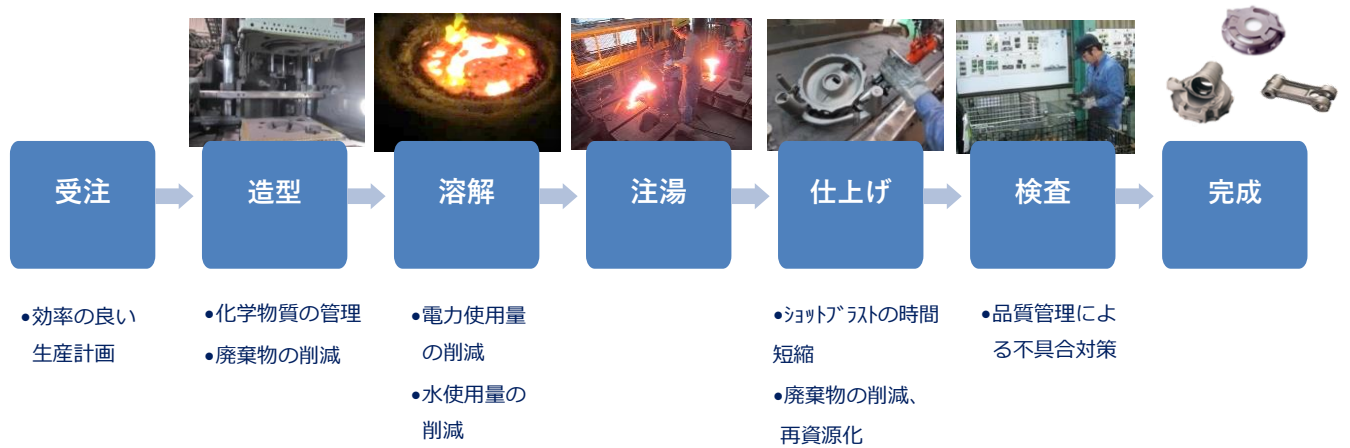 受注
造型
溶解
注湯
仕上げ
検査
完成
•効率の良い
生産計画
•化学物質の管理
•廃棄物の削減
•電力使用量
の削減
•水使用量の
削減
•ｼｮｯﾄﾌﾞﾗｽﾄの時間
短縮
•廃棄物の削減、
再資源化
•品質管理によ
る不具合対策